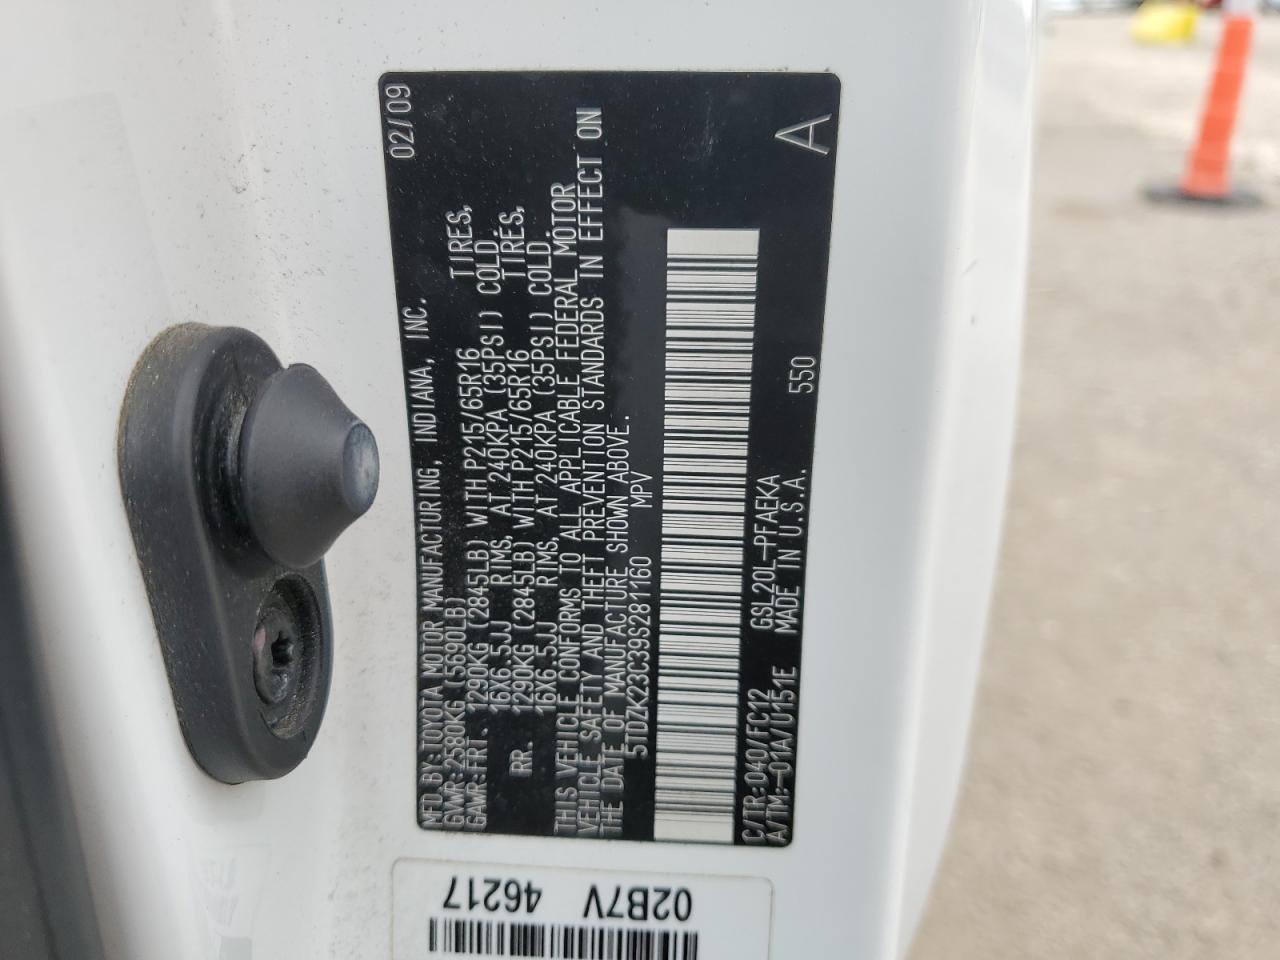 MFD BY: TOYOTA MOTOR MANUFACTURING, INDIANA, INC. 02/09
GVWR: 2580KG (5690LB)
GAWR: FRT. 1290KG (2845LB) WITH P215/65R16 TIRES,
16X6.5JJ RIMS, AT 240KPA (35PSI) COLD.
RR. 1290KG (2845LB) WITH P215/65R16 TIRES,
16X6.5JJ RIMS, AT 240KPA (35PSI) COLD.
THIS VEHICLE CONFORMS TO ALL APPLICABLE FEDERAL MOTOR
VEHICLE SAFETY AND THEFT PREVENTION STANDARDS IN EFFECT ON
THE DATE OF MANUFACTURE SHOWN ABOVE.
5TDZK23C39S281160 MPV
C/TR: 040/FC12 GSL20L-PFAEKA
A/TM: -01A/U151E MADE IN U.S.A. 550 A
02B7V 46217